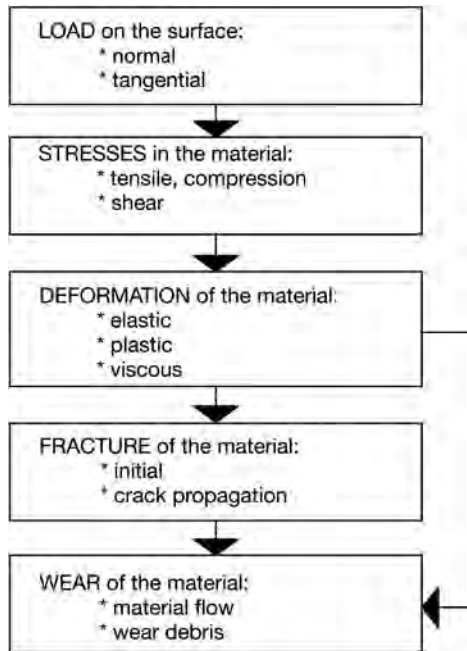 LOAD on the surface:
* normal
* tangential
STRESSES in the material:
* tensile, compression
* shear
DEFORMATION of the material:
* elastic
* plastic
* viscous
FRACTURE of the material:
* initial
* crack propagation
WEAR of the material:
* material flow
* wear debris